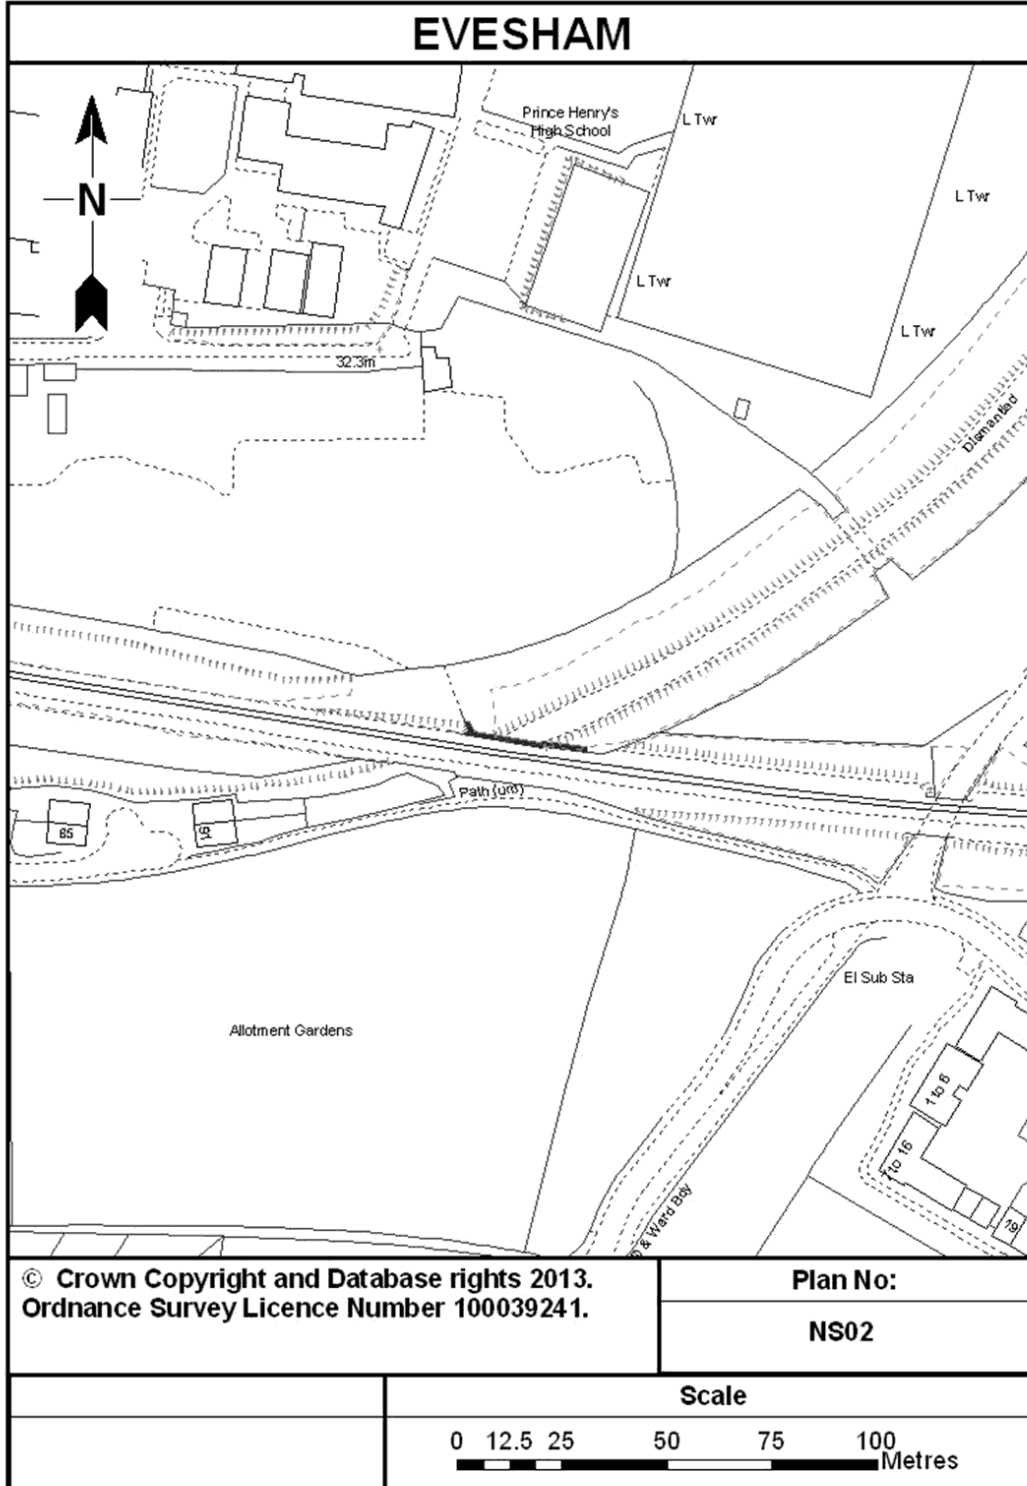 EVESHAM
N
Prince Henry's
High School
L Twr
L Twr
L Twr
L Twr
32.3m
Dismantled
Path (um)
85
91
El Sub Sta
Allotment Gardens
1 to 6
7 to 16
19
& Ward Bdy
© Crown Copyright and Database rights 2013.
Ordnance Survey Licence Number 100039241.
Plan No:
NS02
Scale
0 12.5 25 50 75 100
Metres